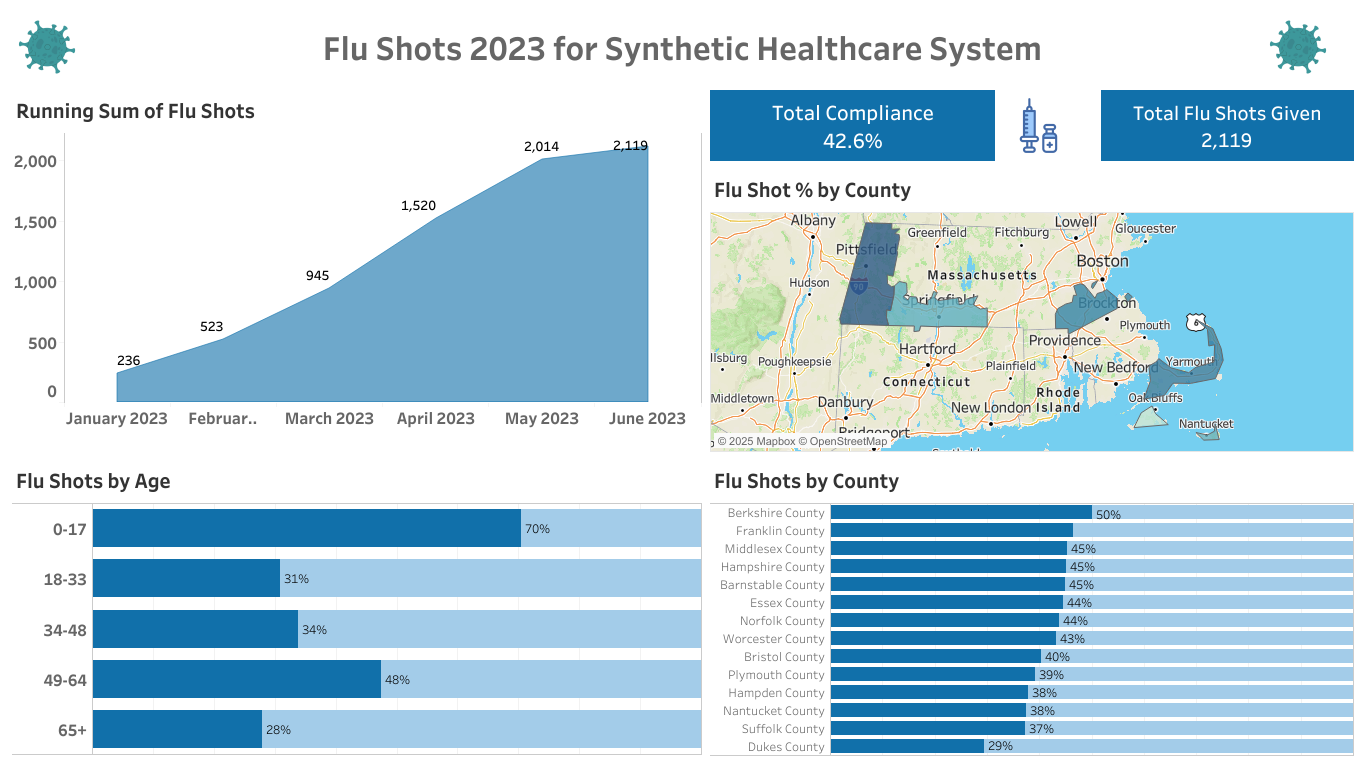 Flu Shots 2023 for Synthetic Healthcare System
Running Sum of Flu Shots
2,000
1,500
1,000
500
0
236
523
945
1,520
2,014
2,119
January 2023
Februar..
March 2023
April 2023
May 2023
June 2023
Total Compliance
42.6%
Total Flu Shots Given
2,119
Flu Shot % by County
Albany
Lowell
Gloucester
Greenfield
Fitchburg
Pittsfield
Boston
Massachusetts
Hudson
90
Springfield
Brockton
6
Plymouth
Providence
Hartford
Yarmouth
llsburg
Poughkeepsie
Plainfield
New Bedford
Connecticut
Rhode
Island
Middletown
Danbury
New London
Oak Bluffs
Nantucket
Bridgeport
© 2025 Mapbox © OpenStreetMap
Flu Shots by Age
0-17
70%
18-33
31%
34-48
34%
49-64
48%
65+
28%
Flu Shots by County
Berkshire County
50%
Franklin County
Middlesex County
45%
Hampshire County
45%
Barnstable County
45%
Essex County
44%
Norfolk County
44%
Worcester County
43%
Bristol County
40%
Plymouth County
39%
Hampden County
38%
Nantucket County
38%
Suffolk County
37%
Dukes County
29%